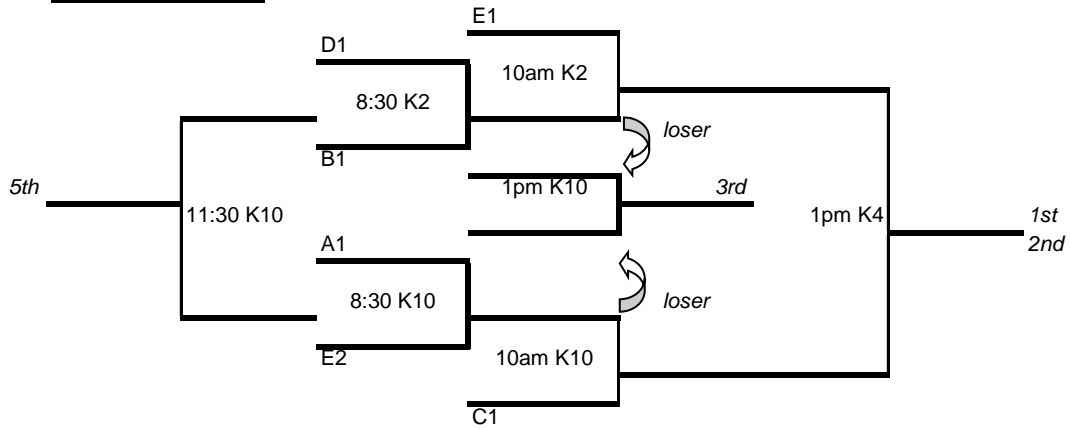 E1
D1
10am K2
8:30 K2
loser
B1
5th
1pm K10
3rd
11:30 K10
1pm K4
1st
2nd
A1
8:30 K10
loser
E2
10am K10
C1